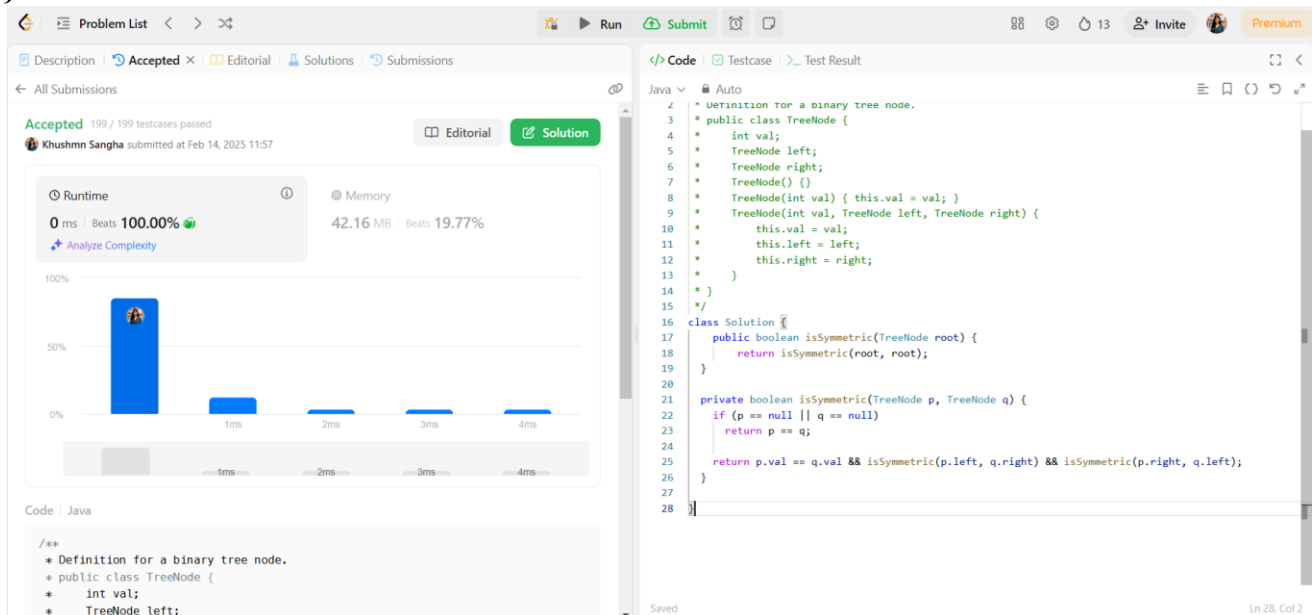 )
Problem List
Run
Submit
13
Invite
Premium
Description
Accepted
Editorial
Solutions
Submissions
All Submissions
Accepted 199 / 199 testcases passed
Khushmn Sangha submitted at Feb 14, 2025 11:57
Editorial
Solution
Runtime
0 ms Beats 100.00%
Analyze Complexity
Memory
42.16 MB Beats 19.77%
100%
50%
0%
1ms 2ms 3ms 4ms
1ms 2ms 3ms 4ms
Code Java
/**
* Definition for a binary tree node.
* public class TreeNode {
*     int val;
*     TreeNode left;
</> Code
Testcase
>_ Test Result
Java
Auto
2 * Definition for a binary tree node.
3 * public class TreeNode {
4 *     int val;
5 *     TreeNode left;
6 *     TreeNode right;
7 *     TreeNode() {}
8 *     TreeNode(int val) { this.val = val; }
9 *     TreeNode(int val, TreeNode left, TreeNode right) {
10 *         this.val = val;
11 *         this.left = left;
12 *         this.right = right;
13 *     }
14 * }
15 */
16 class Solution {
17     public boolean isSymmetric(TreeNode root) {
18         return isSymmetric(root, root);
19   }
20
21   private boolean isSymmetric(TreeNode p, TreeNode q) {
22     if (p == null || q == null)
23       return p == q;
24
25     return p.val == q.val && isSymmetric(p.left, q.right) && isSymmetric(p.right, q.left);
26   }
27
28 }
Saved
Ln 28, Col 2